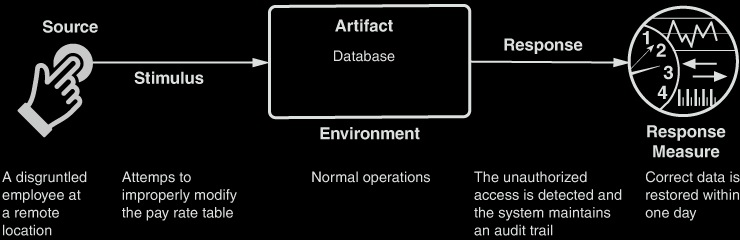 Source
Stimulus
Artifact
Database
Environment
Response
1
2
3
4
Response
Measure
A disgruntled
employee at
a remote
location
Attemps to
improperly modify
the pay rate table
Normal operations
The unauthorized
access is detected and
the system maintains
an audit trail
Correct data is
restored within
one day